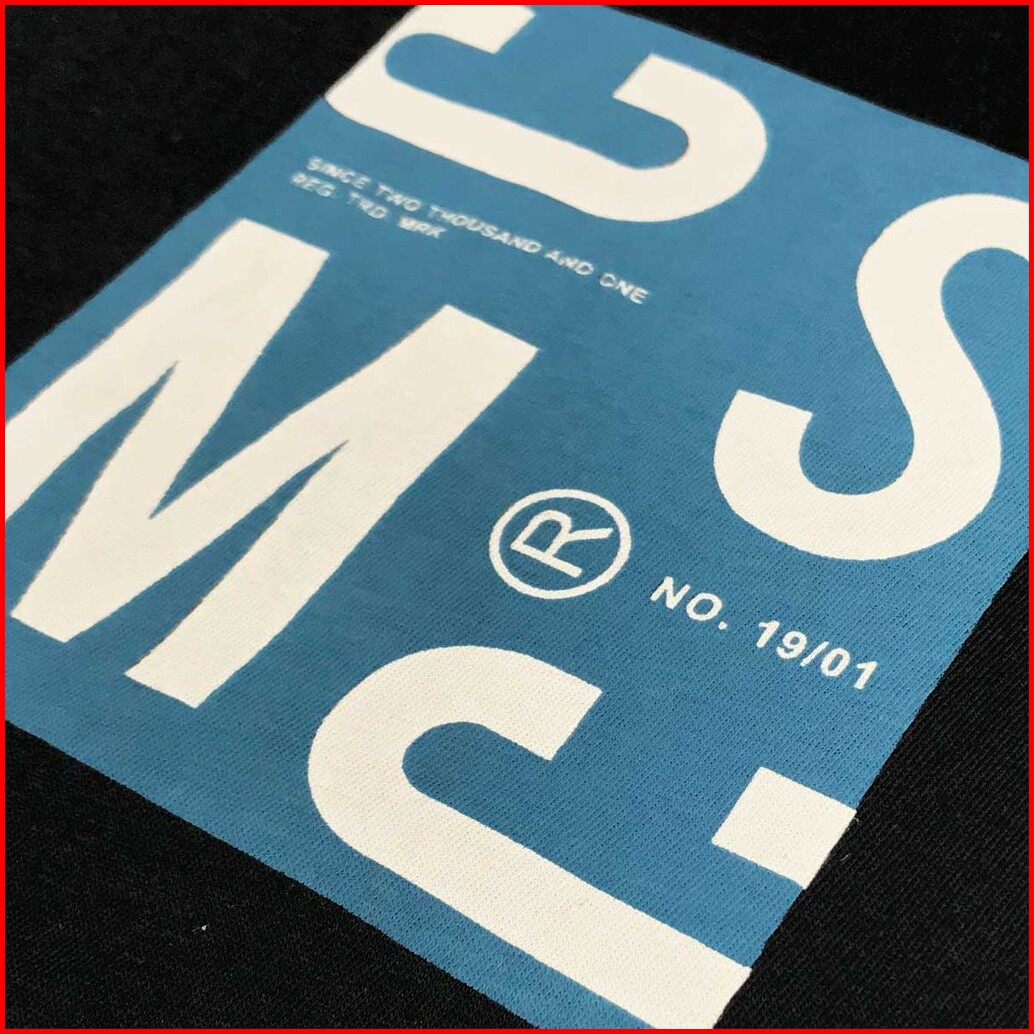 C S
SINCE TWO THOUSAND AND ONE
REG. TRD MRK
M
®
NO. 19/01
C